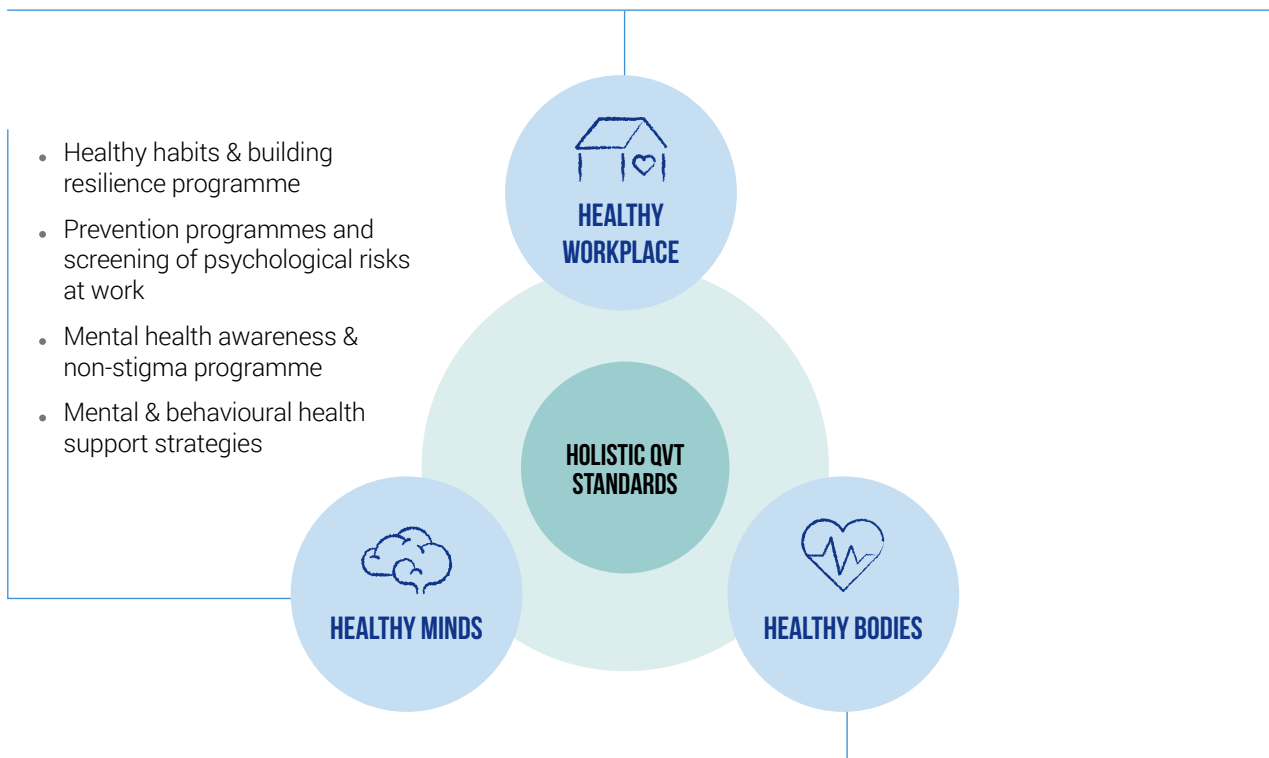 • Healthy habits & building
resilience programme
• Prevention programmes and
screening of psychological risks
at work
• Mental health awareness &
non-stigma programme
• Mental & behavioural health
support strategies
HEALTHY
WORKPLACE
HOLISTIC QVT
STANDARDS
HEALTHY MINDS
HEALTHY BODIES